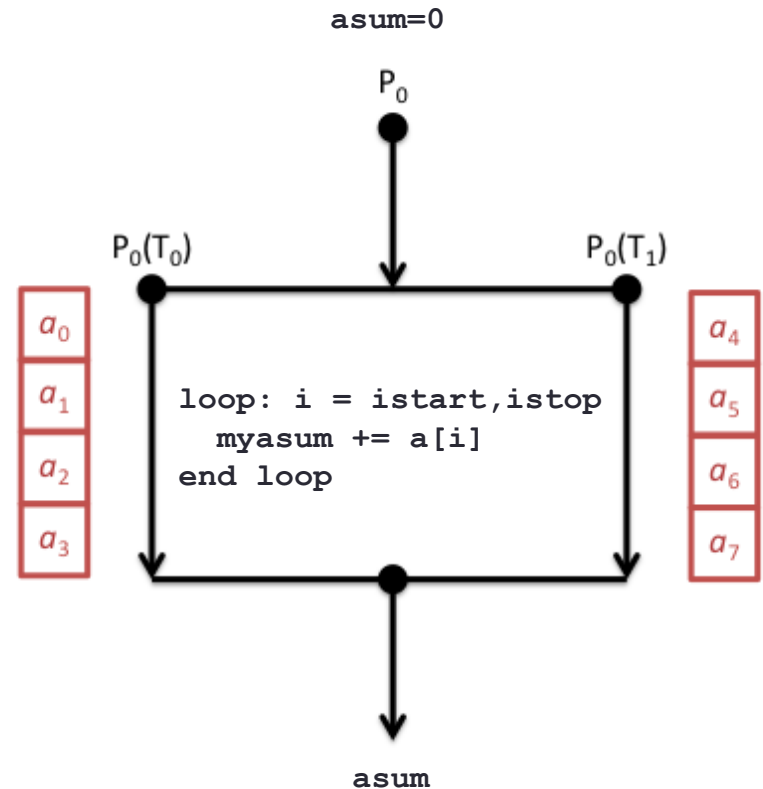 asum=0
P₀
P₀(T₀)
P₀(T₁)
a₀
a₁
a₂
a₃
loop: i = istart,istop
  myasum += a[i]
end loop
a₄
a₅
a₆
a₇
asum